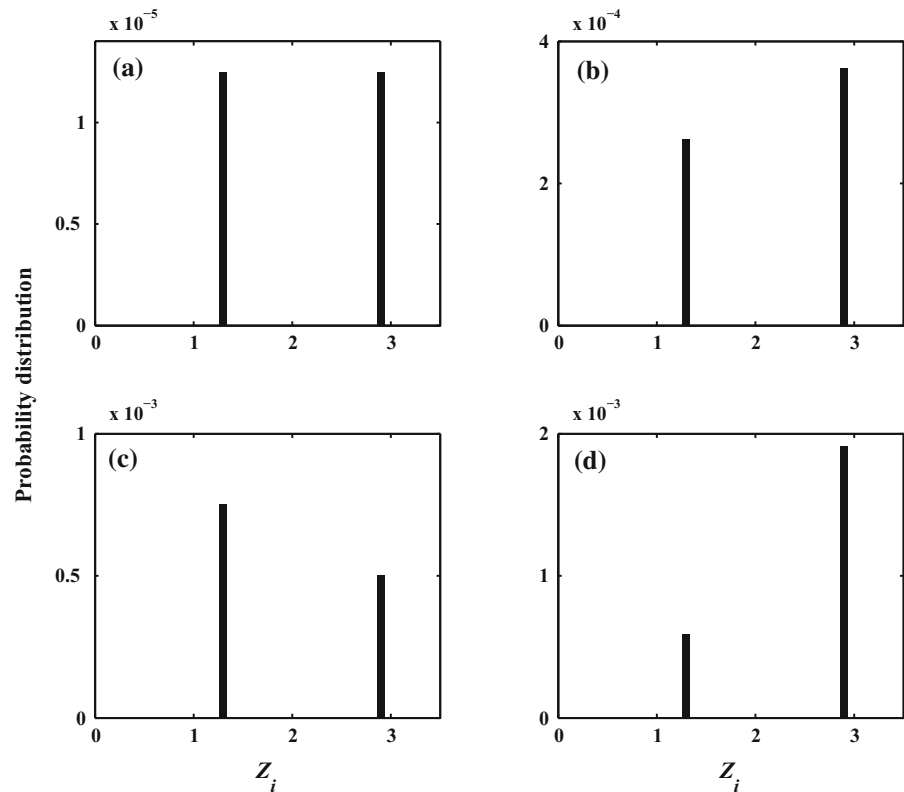 x 10⁻⁵
(a)
1
0.5
0
0 1 2 3
x 10⁻⁴
(b)
4
2
0
0 1 2 3
Probability distribution
x 10⁻³
(c)
1
0.5
0
0 1 2 3
Z_i
x 10⁻³
(d)
2
1
0
0 1 2 3
Z_i